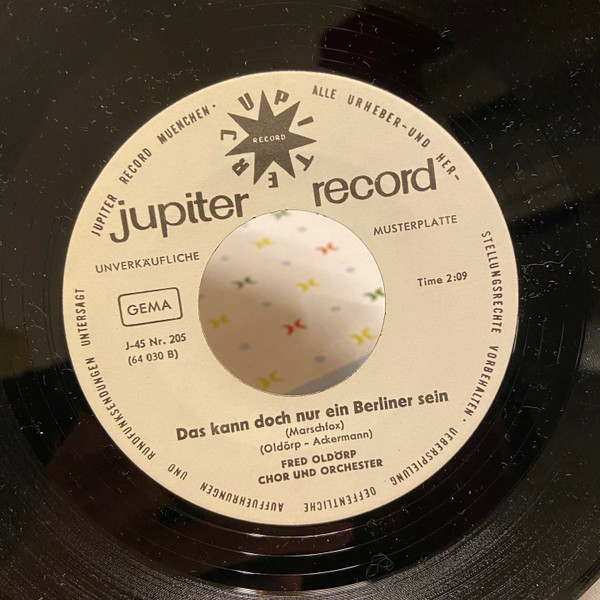 JUPITER RECORD MUENCHEN · ALLE URHEBER-UND HER-
STELLUNGSRECHTE VORBEHALTEN · UEBERSPIELUNG, OEFFENTLICHE AUFFUEHRUNGEN UND RUNDFUNKSENDUNGEN UNTERSAGT
JUPITER
RECORD
jupiter record
UNVERKÄUFLICHE MUSTERPLATTE
GEMA
Time 2:09
J-45 Nr. 205
(64 030 B)
Das kann doch nur ein Berliner sein
(Marschfox)
(Oldörp - Ackermann)
FRED OLDÖRP
CHOR UND ORCHESTER